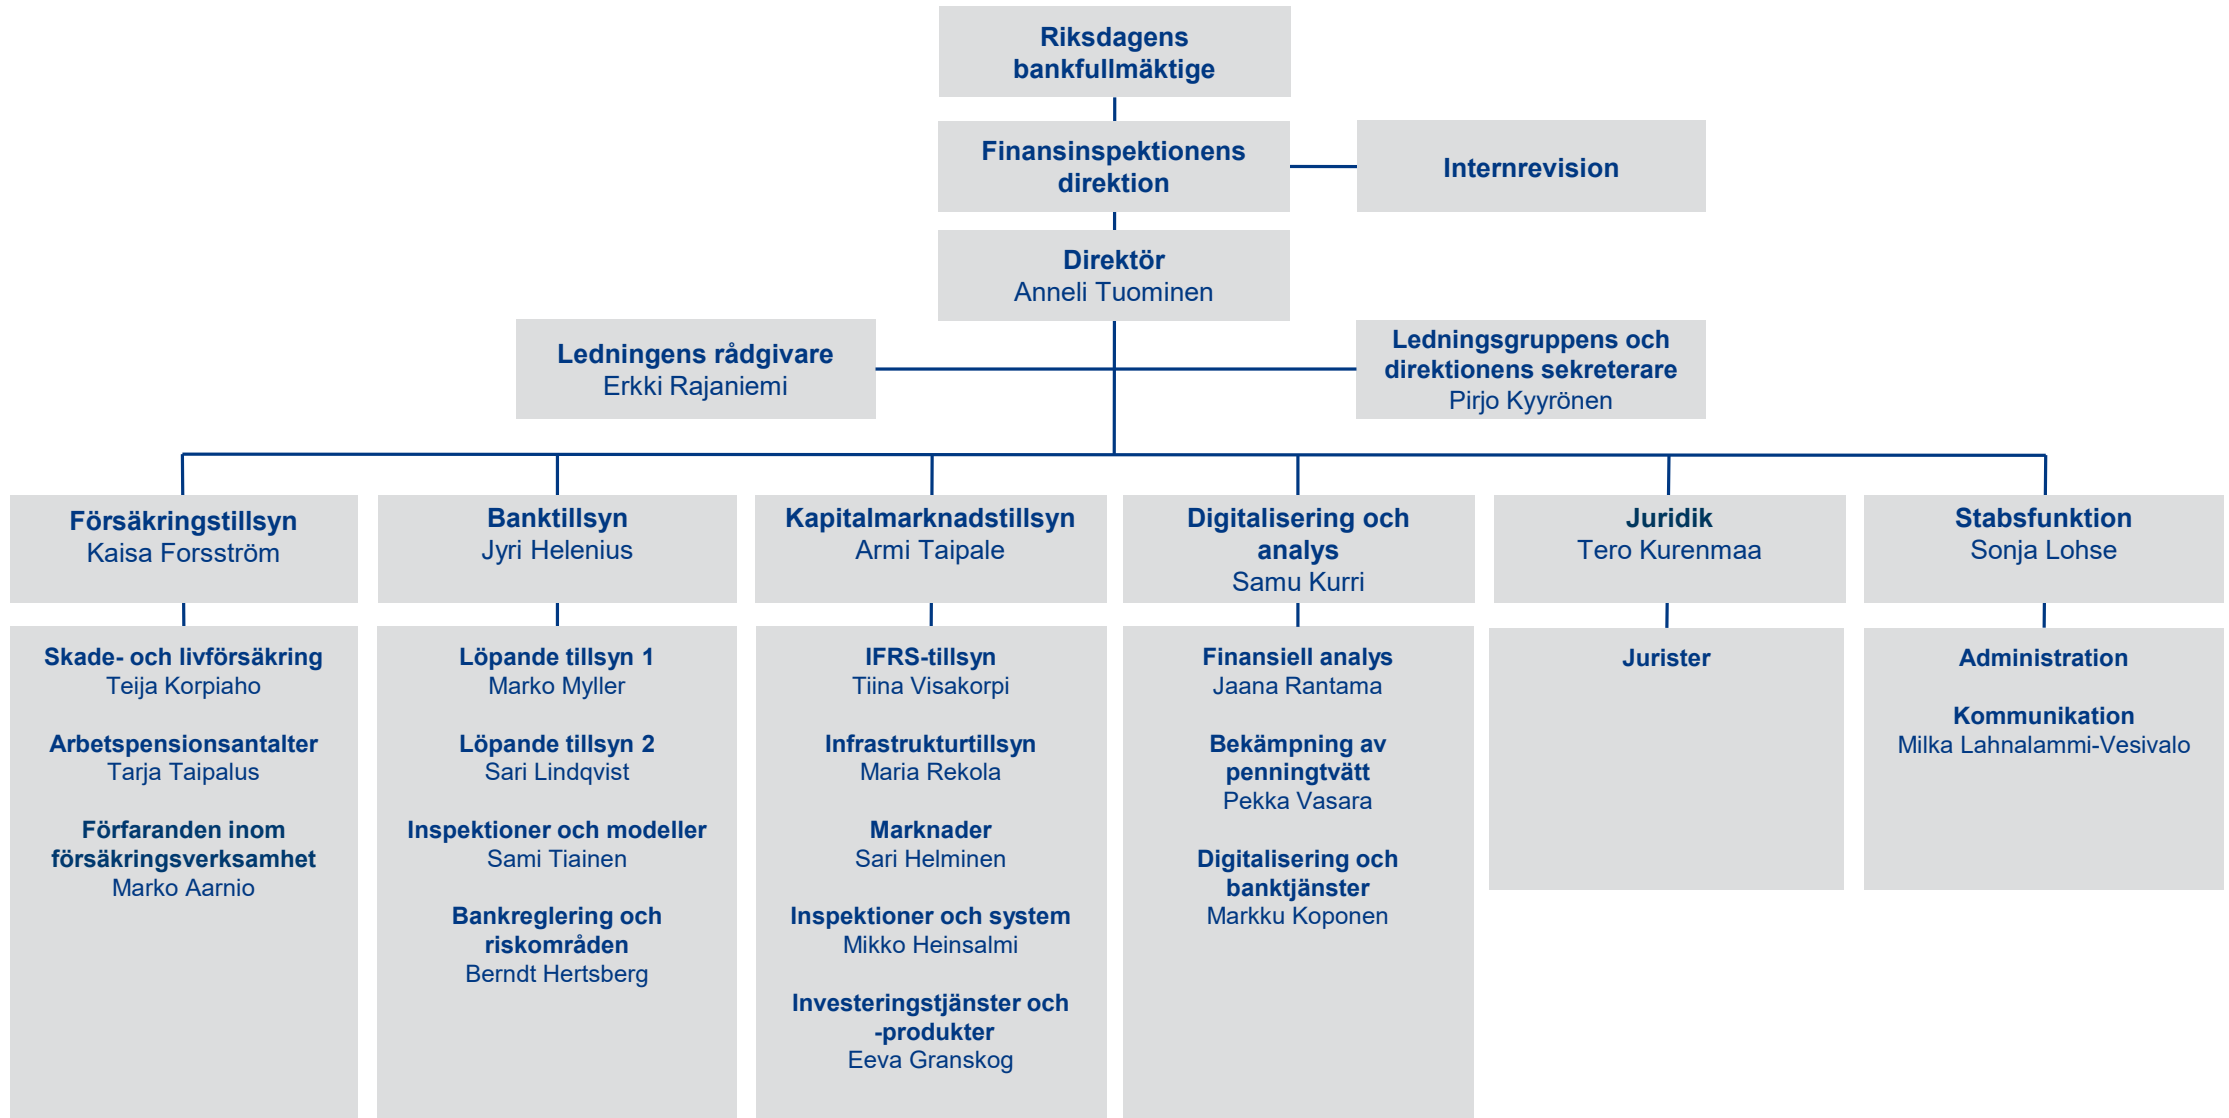 Riksdagens
bankfullmäktige
Finansinspektionens
direktion
Internrevision
Direktör
Anneli Tuominen
Ledningens rådgivare
Erkki Rajaniemi
Ledningsgruppens och
direktionens sekreterare
Pirjo Kyyrönen
Försäkringstillsyn
Kaisa Forsström
Banktillsyn
Jyri Helenius
Kapitalmarknadstillsyn
Armi Taipale
Digitalisering och
analys
Samu Kurri
Juridik
Tero Kurenmaa
Stabsfunktion
Sonja Lohse
Skade- och livförsäkring
Teija Korpiaho
Arbetspensionsantalter
Tarja Taipalus
Förfaranden inom
försäkringsverksamhet
Marko Aarnio
Löpande tillsyn 1
Marko Myller
Löpande tillsyn 2
Sari Lindqvist
Inspektioner och modeller
Sami Tiainen
Bankreglering och
riskområden
Berndt Hertsberg
IFRS-tillsyn
Tiina Visakorpi
Infrastrukturtillsyn
Maria Rekola
Marknader
Sari Helminen
Inspektioner och system
Mikko Heinsalmi
Investeringstjänster och
-produkter
Eeva Granskog
Finansiell analys
Jaana Rantama
Bekämpning av
penningtvätt
Pekka Vasara
Digitalisering och
banktjänster
Markku Koponen
Jurister
Administration
Kommunikation
Milka Lahnalammi-Vesivalo